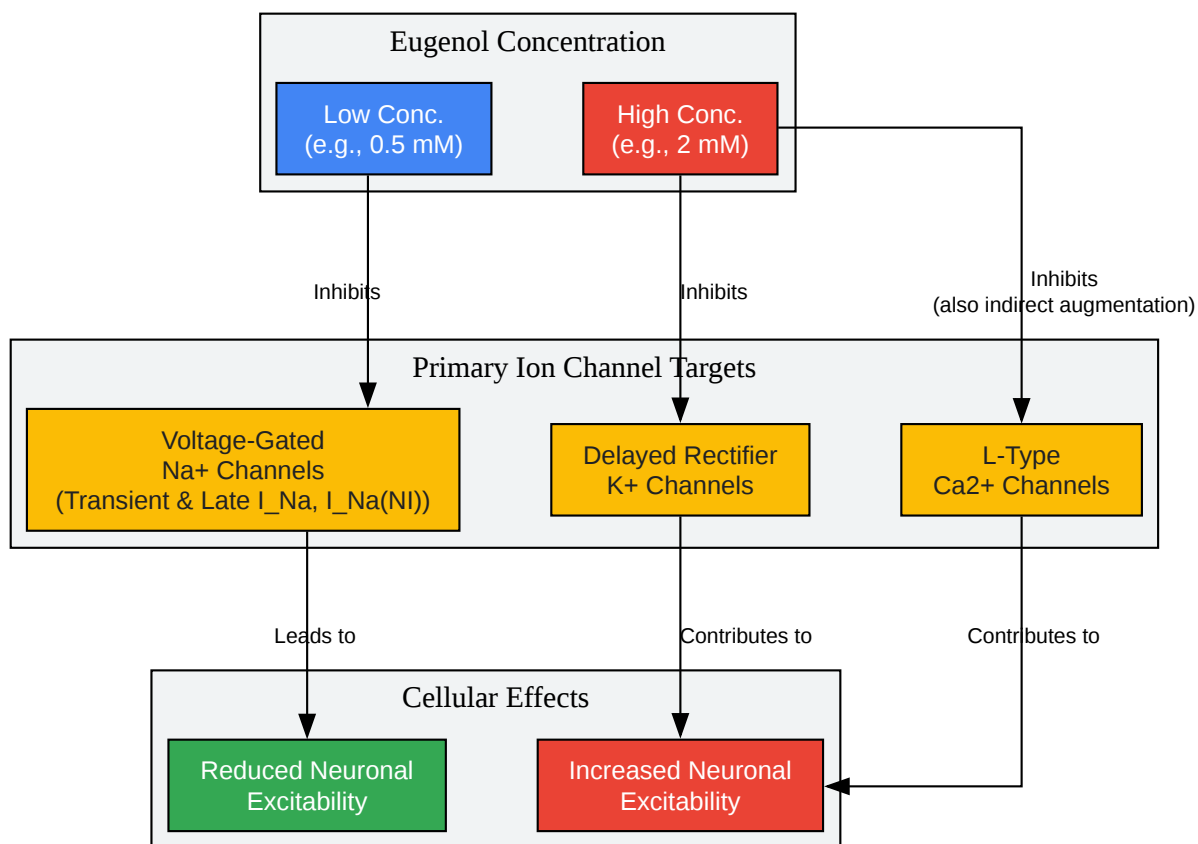 Eugenol Concentration
Low Conc.
(e.g., 0.5 mM)
High Conc.
(e.g., 2 mM)
Inhibits
Inhibits
Inhibits
(also indirect augmentation)
Primary Ion Channel Targets
Voltage-Gated
Na+ Channels
(Transient & Late I_Na, I_Na(NI))
Delayed Rectifier
K+ Channels
L-Type
Ca2+ Channels
Leads to
Contributes to
Contributes to
Cellular Effects
Reduced Neuronal
Excitability
Increased Neuronal
Excitability